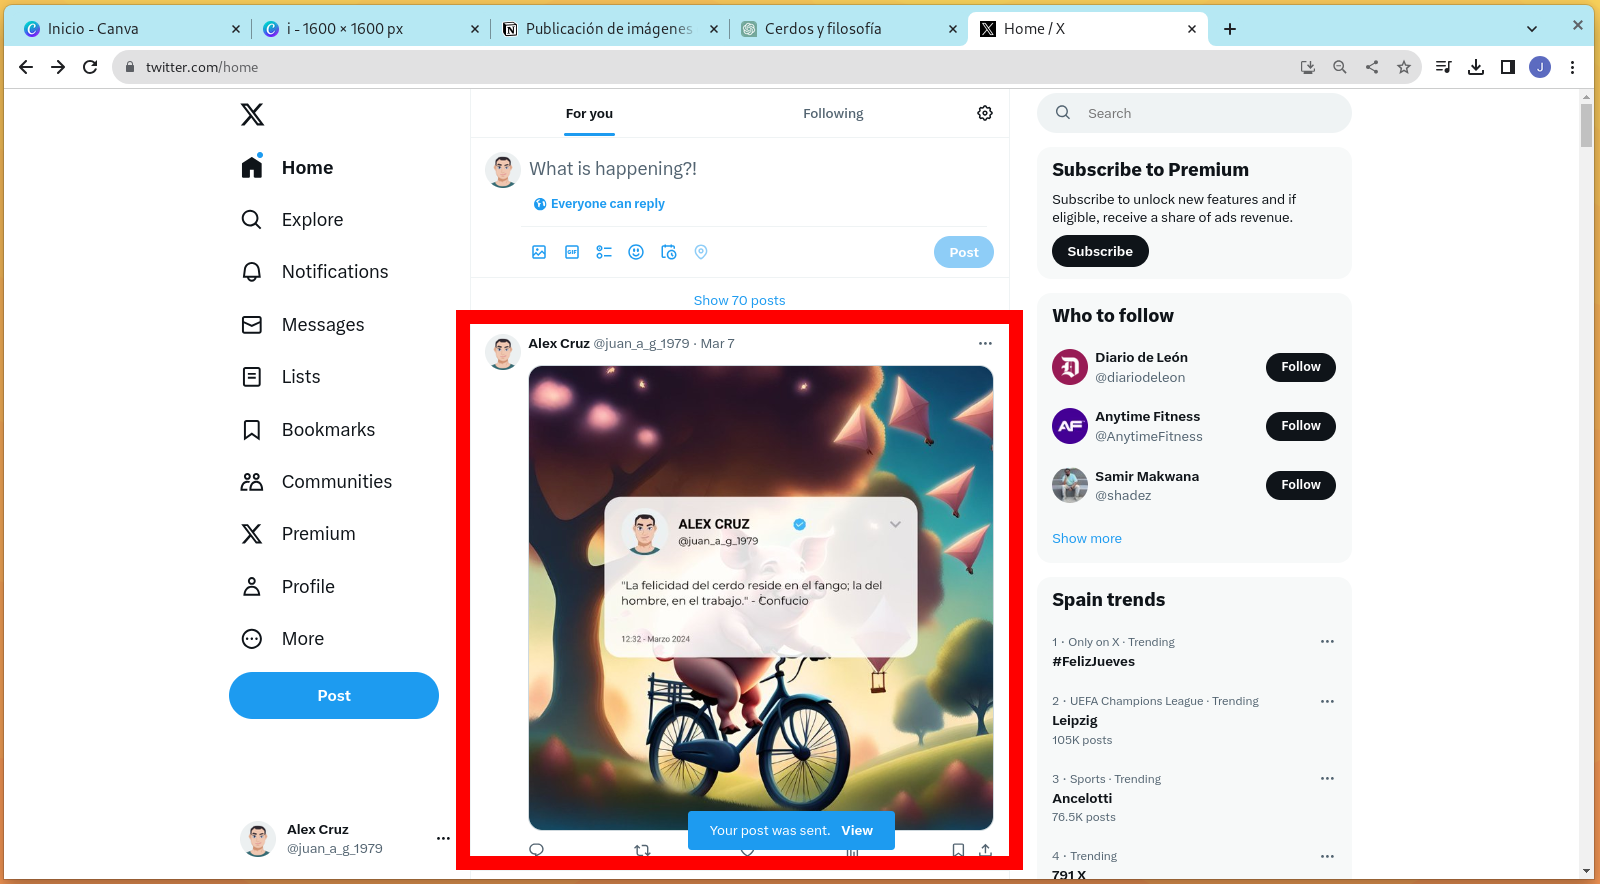 Inicio - Canva
i - 1600 × 1600 px
Publicación de imágenes
Cerdos y filosofía
Home / X
twitter.com/home
J
Home
Explore
Notifications
Messages
Lists
Bookmarks
Communities
Premium
Profile
More
Post
Alex Cruz
@juan_a_g_1979
For you
Following
What is happening?!
Everyone can reply
GIF
Post
Show 70 posts
Alex Cruz @juan_a_g_1979 · Mar 7
ALEX CRUZ
@juan_a_g_1979
"La felicidad del cerdo reside en el fango; la del
hombre, en el trabajo." - Confucio
12:32 - Marzo 2024
Your post was sent. View
Search
Subscribe to Premium
Subscribe to unlock new features and if
eligible, receive a share of ads revenue.
Subscribe
Who to follow
Diario de León
@diariodeleon
Follow
AF
Anytime Fitness
@AnytimeFitness
Follow
Samir Makwana
@shadez
Follow
Show more
Spain trends
1 · Only on X · Trending
#FelizJueves
2 · UEFA Champions League · Trending
Leipzig
105K posts
3 · Sports · Trending
Ancelotti
76.5K posts
4 · Trending
791 X